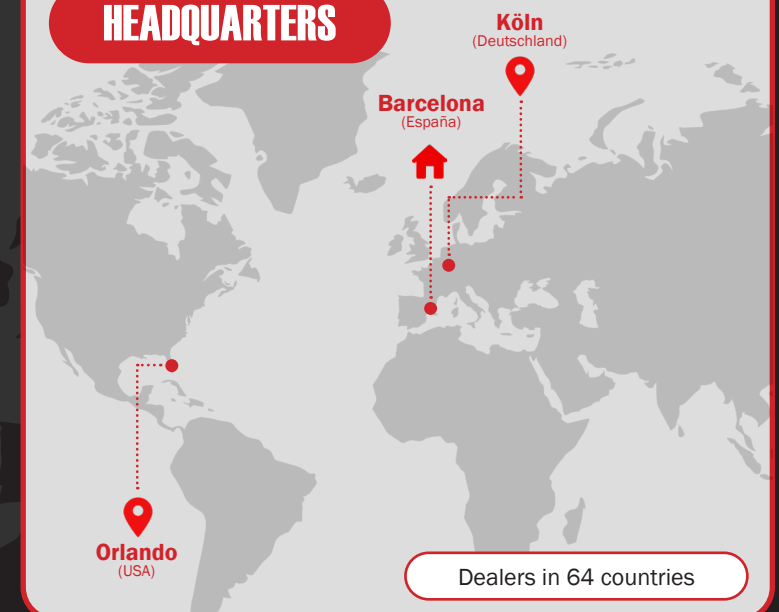 HEADQUARTERS
Köln
(Deutschland)
Barcelona
(España)
Orlando
(USA)
Dealers in 64 countries